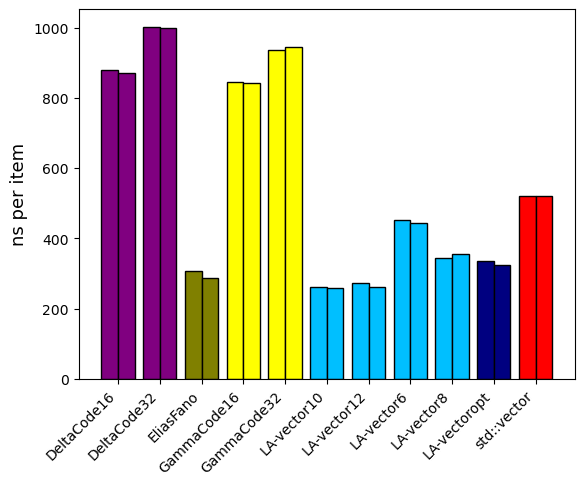 1000
800
600
400
200
0
ns per item
DeltaCode16
DeltaCode32
EliasFano
GammaCode16
GammaCode32
LA-vector10
LA-vector12
LA-vector6
LA-vector8
LA-vectoropt
std::vector